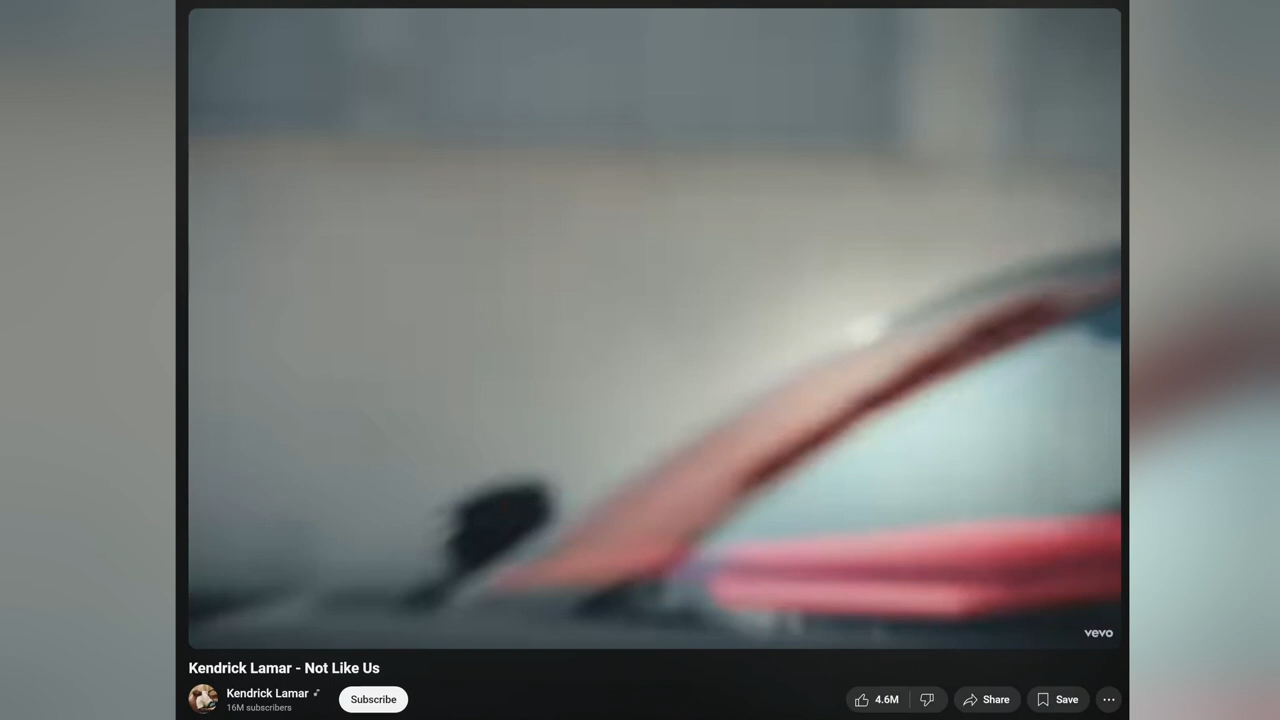 vevo
Kendrick Lamar - Not Like Us
Kendrick Lamar
16M subscribers
Subscribe
4.6M
Share
Save